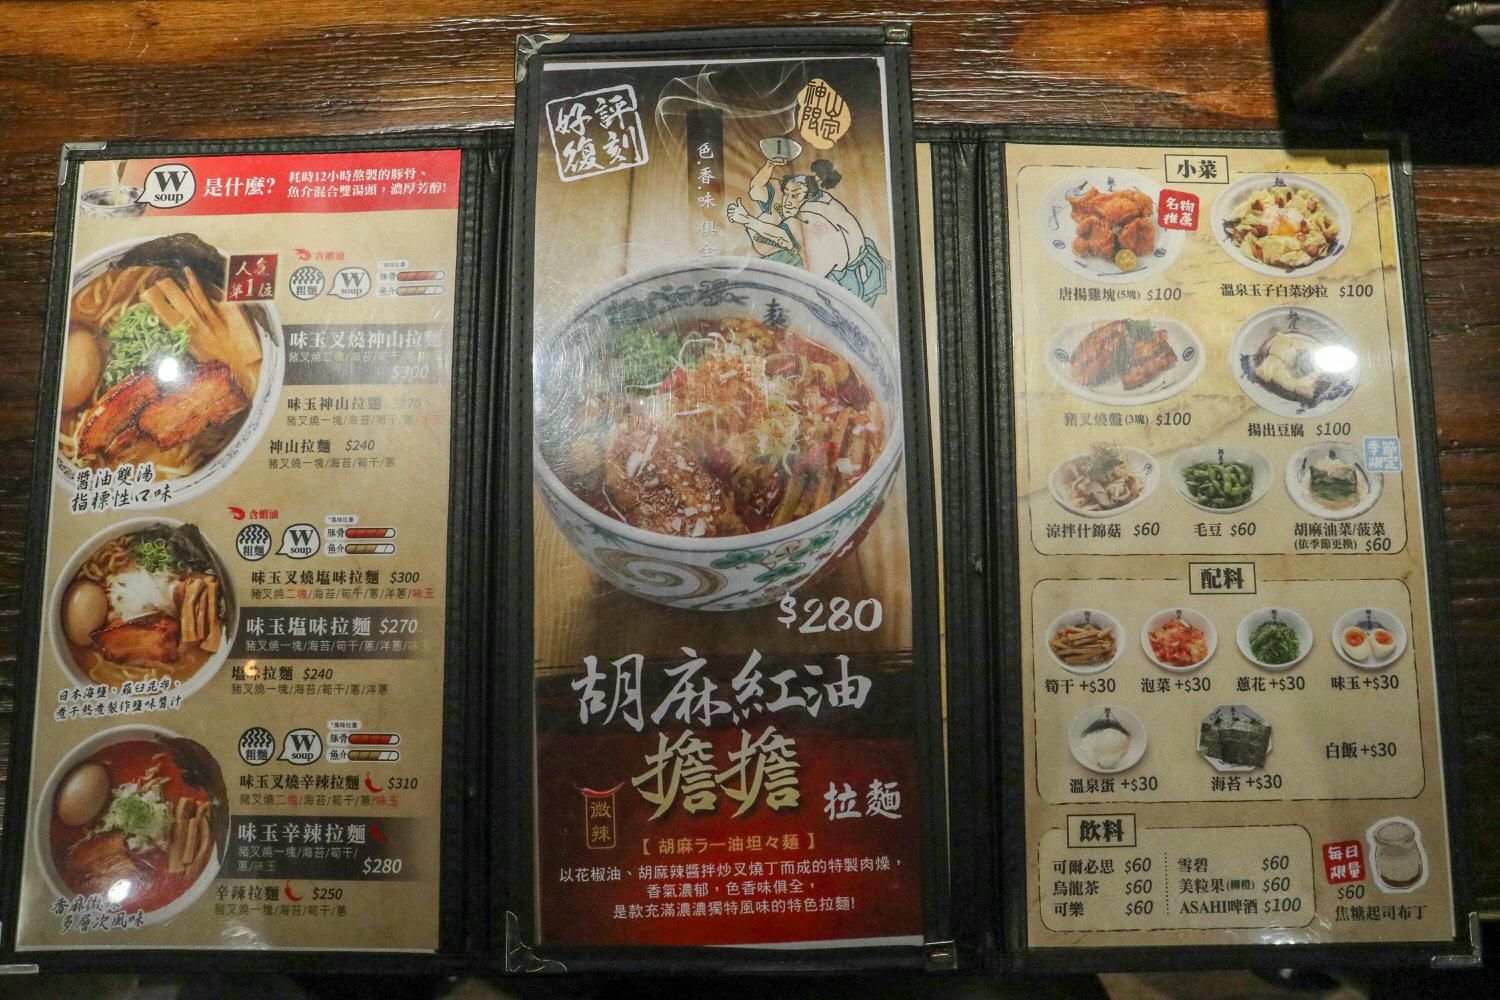 W soup
是什麼?
耗時12小時熬製的豚骨、
魚介混合雙湯頭，濃厚芳醇!
人氣
第1位
含蝦油
粗麵
W soup
*風味比重
豚骨
魚介
味玉叉燒神山拉麵
豬叉燒二塊/海苔/筍干/蔥/味玉
$300
味玉神山拉麵 $270
豬叉燒一塊/海苔/筍干/蔥/味玉
神山拉麵 $240
豬叉燒一塊/海苔/筍干/蔥
醬油雙湯
指標性口味
含蝦油
粗麵
W soup
*風味比重
豚骨
魚介
味玉叉燒塩味拉麵 $300
豬叉燒二塊/海苔/筍干/蔥/洋蔥/味玉
味玉塩味拉麵 $270
豬叉燒一塊/海苔/筍干/蔥/洋蔥/味玉
塩味拉麵 $240
豬叉燒一塊/海苔/筍干/蔥/洋蔥
日本海鹽、羅臼昆布、
煮干熬煮製作鹽味醬汁
粗麵
W soup
*風味比重
豚骨
魚介
味玉叉燒辛辣拉麵 $310
豬叉燒二塊/海苔/筍干/蔥/味玉
味玉辛辣拉麵
豬叉燒一塊/海苔/筍干/
蔥/味玉
$280
辛辣拉麵 $250
豬叉燒一塊/海苔/筍干/蔥
香麻微辣
多層次風味
好評
復刻
色·香·味 俱全
神山
限定
$280
胡麻紅油
擔擔
拉麵
微辣
【 胡麻ラー油坦々麺 】
以花椒油、胡麻辣醬拌炒叉燒丁而成的特製肉燥，
香氣濃郁，色香味俱全，
是款充滿濃濃獨特風味的特色拉麵!
小菜
名物
推薦
唐揚雞塊(5塊) $100
溫泉玉子白菜沙拉 $100
豬叉燒盤(3塊) $100
揚出豆腐 $100
季節
限定
涼拌什錦菇 $60
毛豆 $60
胡麻油菜/菠菜
(依季節更換) $60
配料
筍干+$30
泡菜+$30
蔥花+$30
味玉+$30
溫泉蛋 +$30
海苔+$30
白飯+$30
飲料
可爾必思 $60
烏龍茶 $60
可樂 $60
雪碧 $60
美粒果(柳橙) $60
ASAHI啤酒 $100
每日
限量
$60
焦糖起司布丁